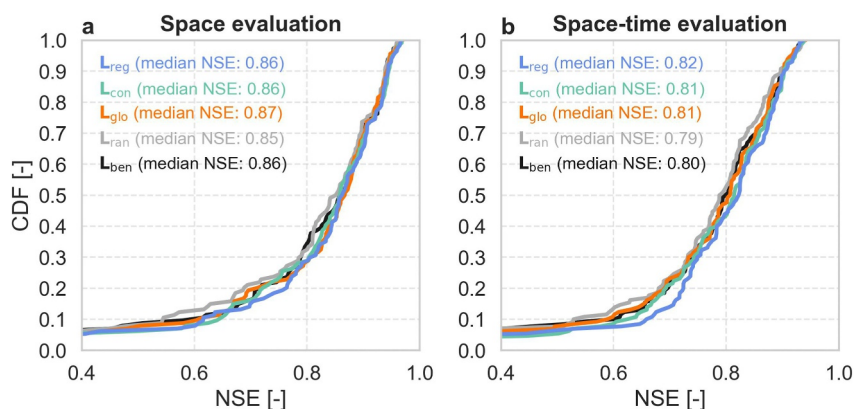 a Space evaluation
1.0
0.9
0.8
0.7
0.6
0.5
0.4
0.3
0.2
0.1
0.0
CDF [-]
Lreg (median NSE: 0.86)
Lcon (median NSE: 0.86)
Lglo (median NSE: 0.87)
Lran (median NSE: 0.85)
Lben (median NSE: 0.86)
0.4 0.6 0.8 1.0
NSE [-]
b Space-time evaluation
1.0
0.9
0.8
0.7
0.6
0.5
0.4
0.3
0.2
0.1
0.0
Lreg (median NSE: 0.82)
Lcon (median NSE: 0.81)
Lglo (median NSE: 0.81)
Lran (median NSE: 0.79)
Lben (median NSE: 0.80)
0.4 0.6 0.8 1.0
NSE [-]